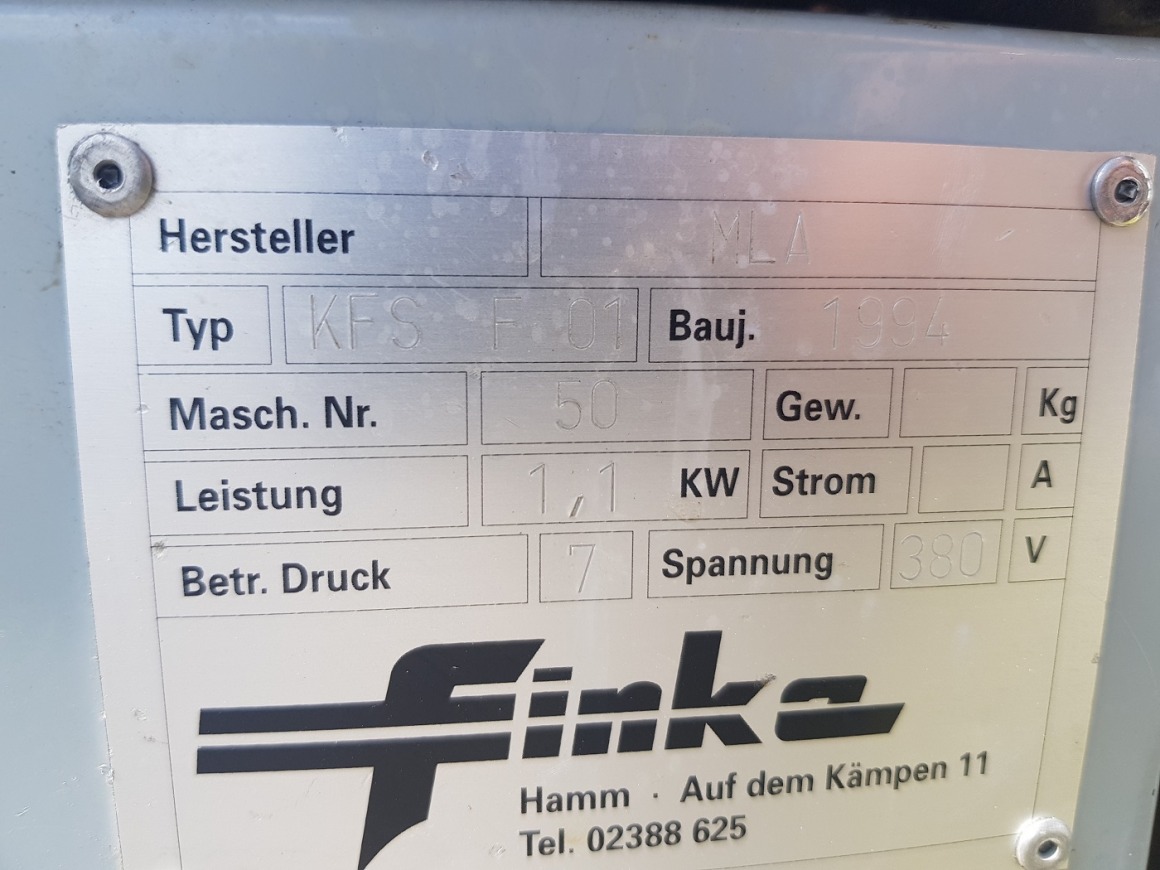 Hersteller MLA
Typ KFS F 01 Bauj. 1994
Masch. Nr. 50 Gew. Kg
Leistung 1,1 KW Strom A
Betr. Druck 7 Spannung 380 V
finka
Hamm · Auf dem Kämpen 11
Tel. 02388 625